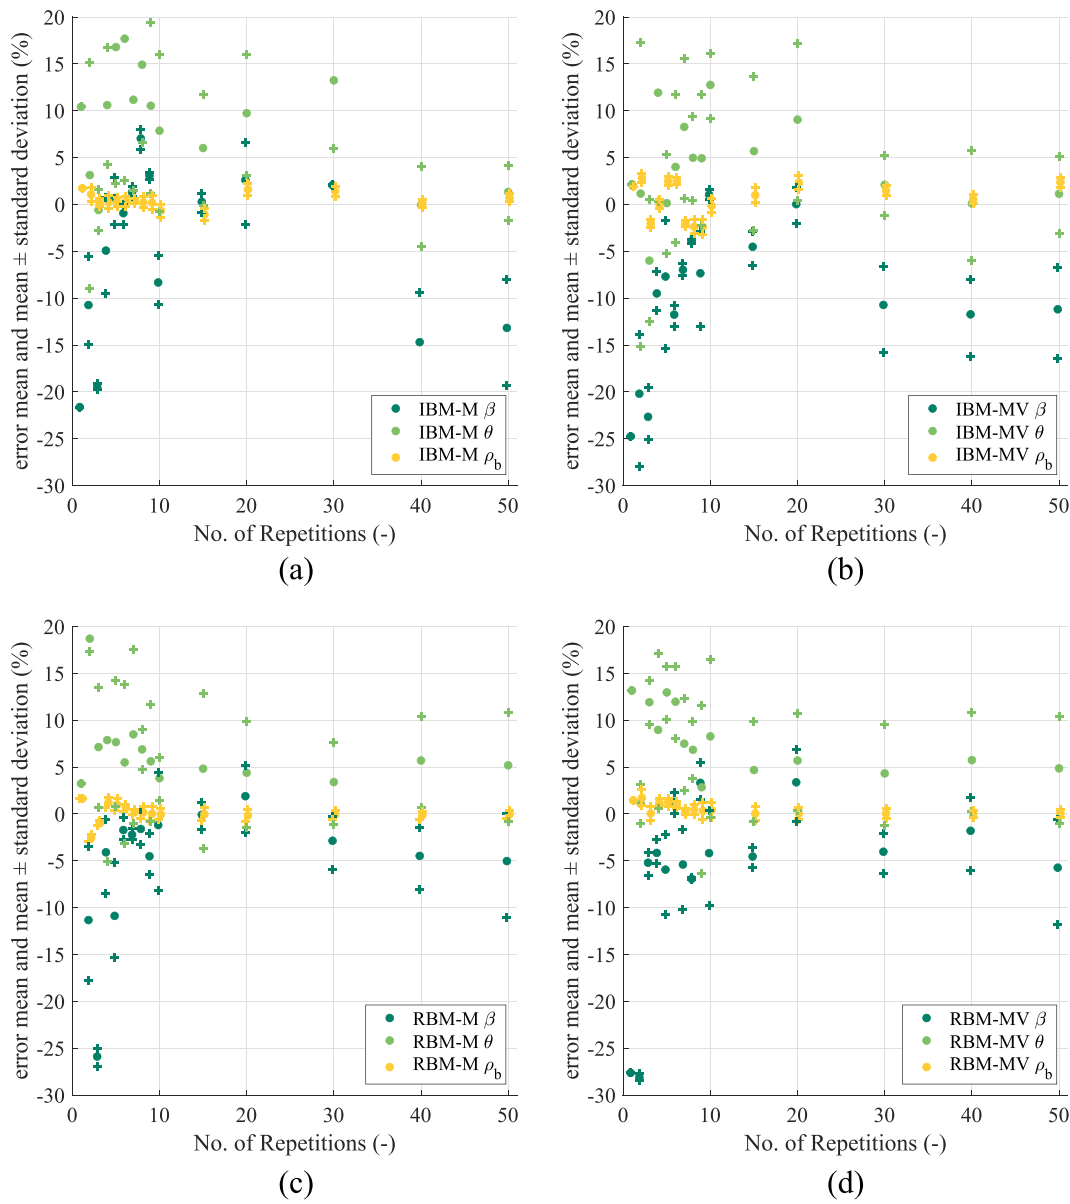 error mean and mean ± standard deviation (%)
20
15
10
5
0
-5
-10
-15
-20
-25
-30
IBM-M β
IBM-M θ
IBM-M ρb
0 10 20 30 40 50
No. of Repetitions (-)
(a)
error mean and mean ± standard deviation (%)
20
15
10
5
0
-5
-10
-15
-20
-25
-30
IBM-MV β
IBM-MV θ
IBM-MV ρb
0 10 20 30 40 50
No. of Repetitions (-)
(b)
error mean and mean ± standard deviation (%)
20
15
10
5
0
-5
-10
-15
-20
-25
-30
RBM-M β
RBM-M θ
RBM-M ρb
0 10 20 30 40 50
No. of Repetitions (-)
(c)
error mean and mean ± standard deviation (%)
20
15
10
5
0
-5
-10
-15
-20
-25
-30
RBM-MV β
RBM-MV θ
RBM-MV ρb
0 10 20 30 40 50
No. of Repetitions (-)
(d)